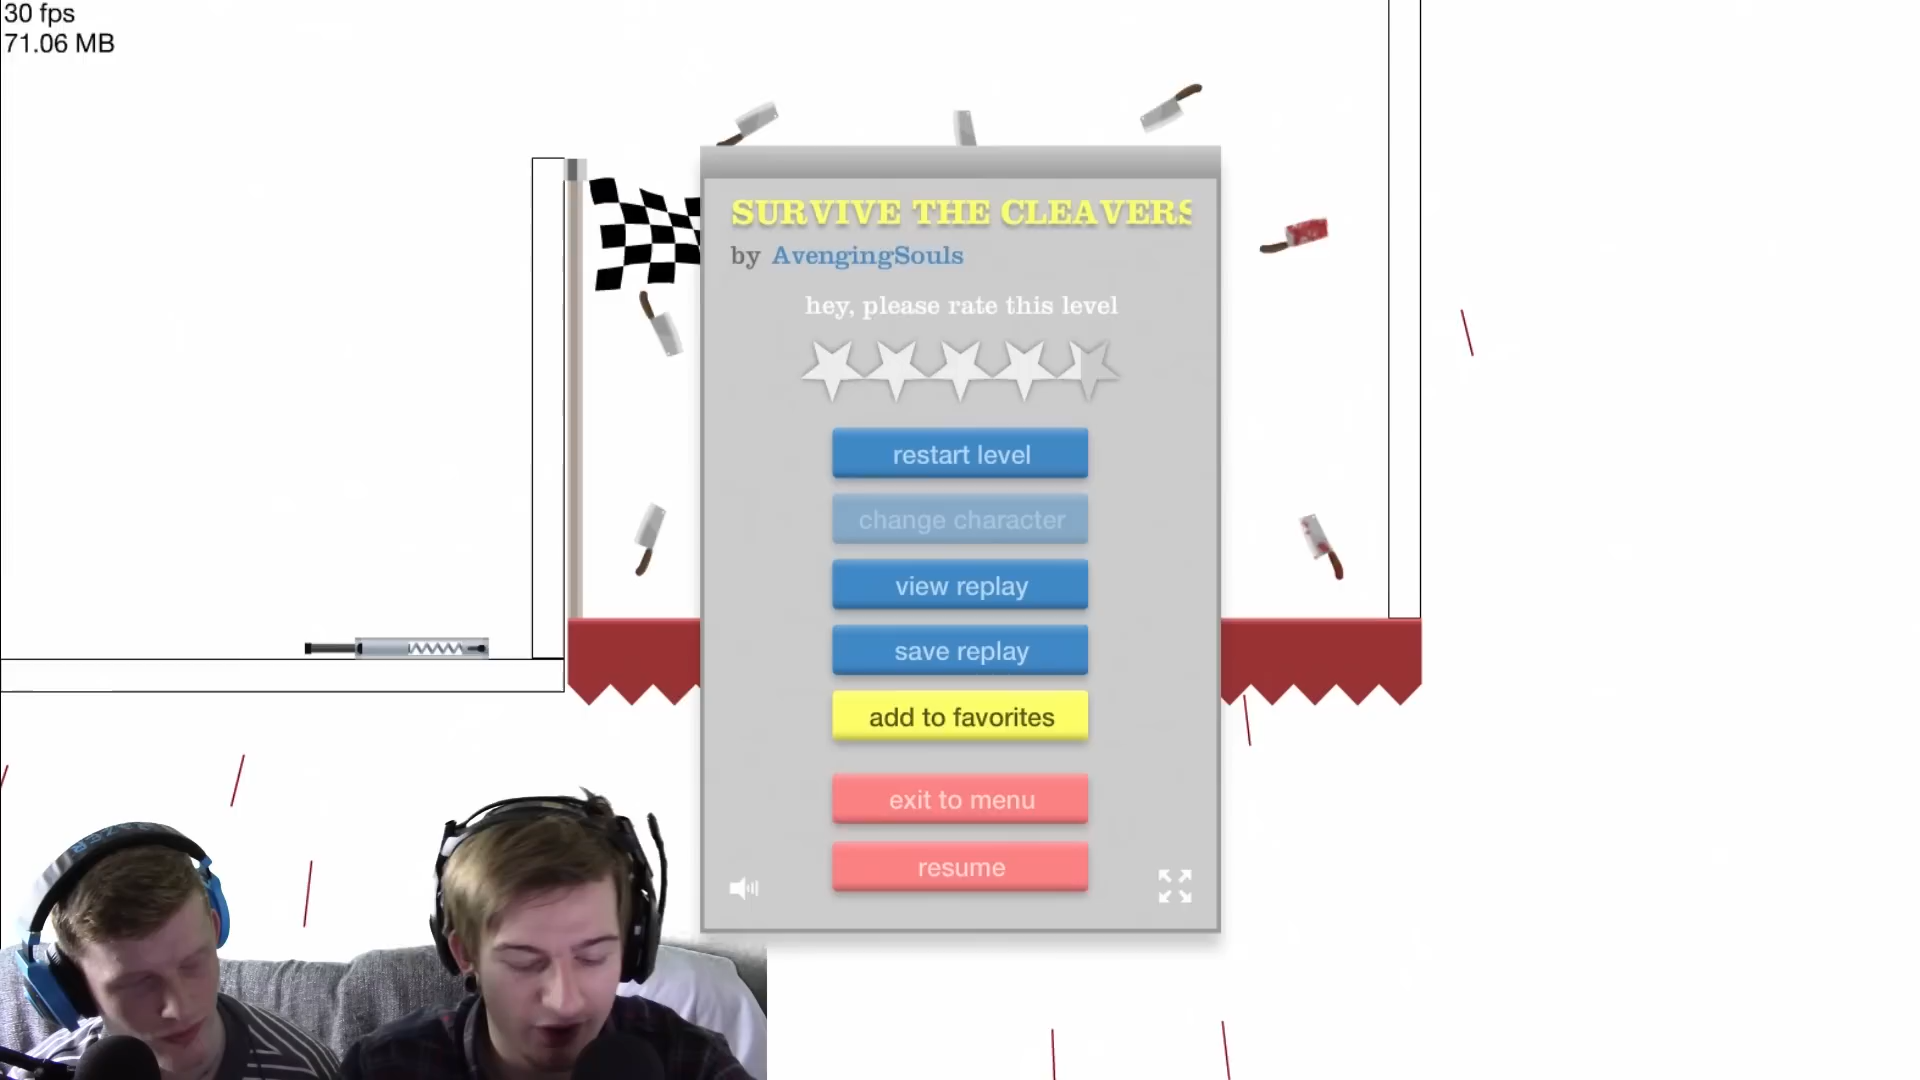 30 fps
71.06 MB
SURVIVE THE CLEAVERS
by AvengingSouls
hey, please rate this level
restart level
change character
view replay
save replay
add to favorites
exit to menu
resume
RAZER